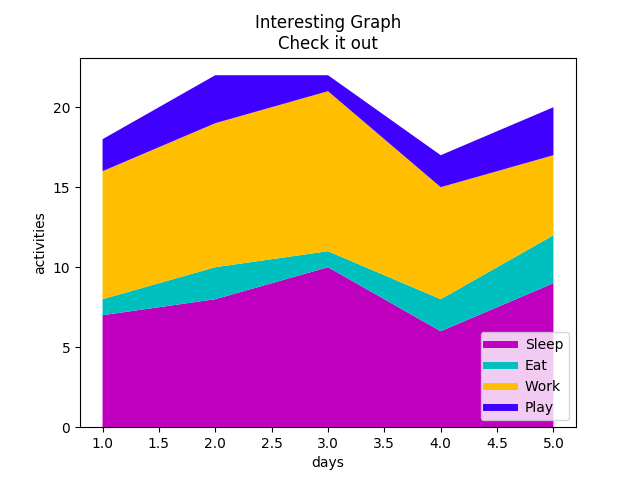 Interesting Graph
Check it out
activities
20
15
10
5
0
1.0 1.5 2.0 2.5 3.0 3.5 4.0 4.5 5.0
days
Sleep
Eat
Work
Play